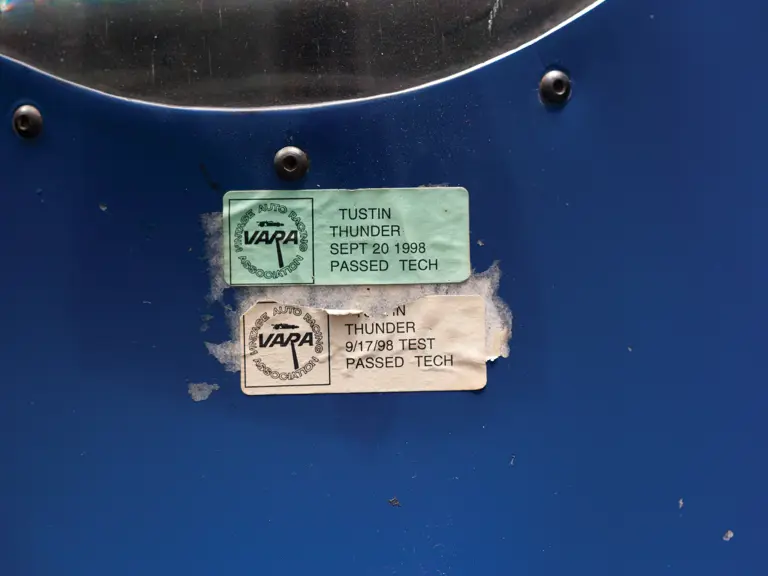 VINTAGE AUTO RACING ASSOCIATION
VARA
TUSTIN
THUNDER
SEPT 20 1998
PASSED TECH
VINTAGE AUTO RACING ASSOCIATION
VARA
THUNDER
9/17/98 TEST
PASSED TECH